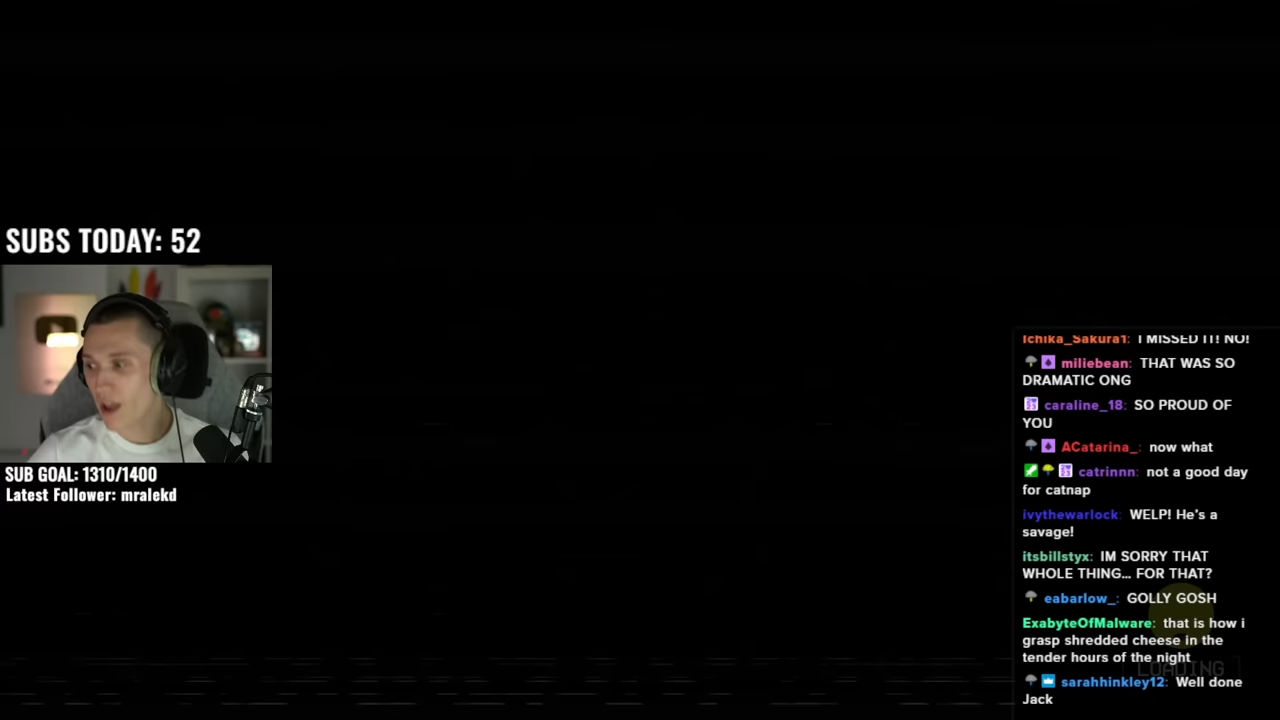 SUBS TODAY: 52
SUB GOAL: 1310/1400
Latest Follower: mralekd
Ichika_Sakura1: I MISSED IT! NO!
miliebean: THAT WAS SO
DRAMATIC ONG
caraline_18: SO PROUD OF
YOU
ACatarina_: now what
catrinnn: not a good day
for catnap
ivythewarlock: WELP! He's a
savage!
itsbillstyx: IM SORRY THAT
WHOLE THING... FOR THAT?
eabarlow_: GOLLY GOSH
ExabyteOfMalware: that is how i
grasp shredded cheese in the
tender hours of the night
LOADING
sarahhinkley12: Well done
Jack